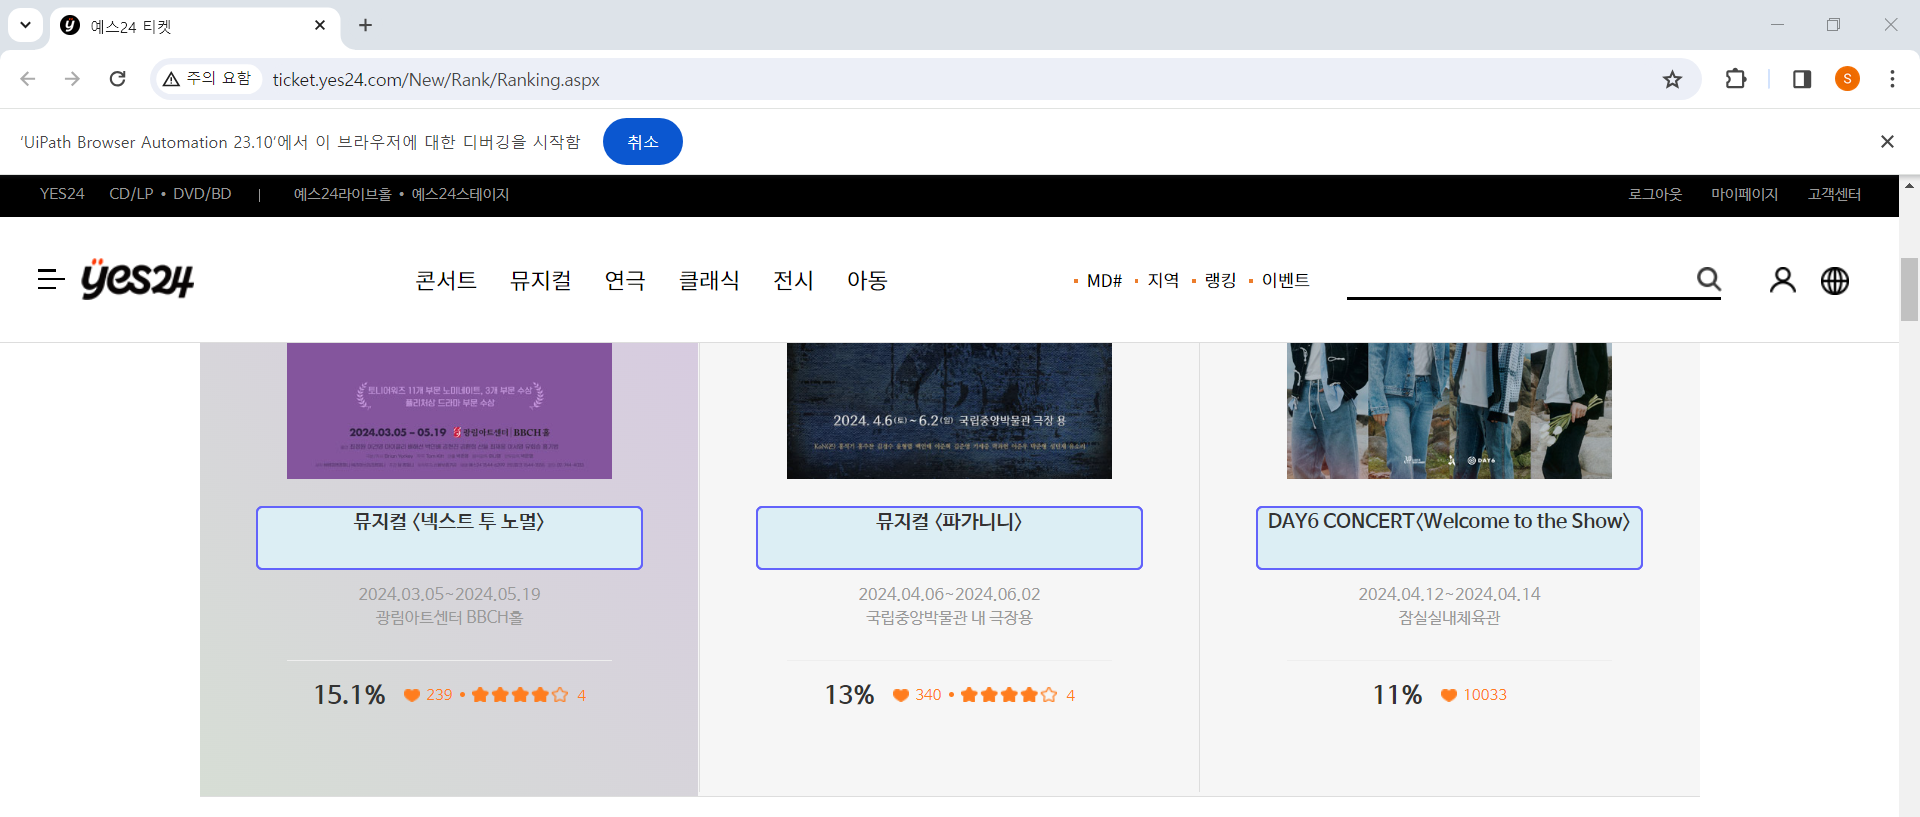 예스24 티켓
주의 요함 ticket.yes24.com/New/Rank/Ranking.aspx
S
'UiPath Browser Automation 23.10'에서 이 브라우저에 대한 디버깅을 시작함 취소
YES24 CD/LP • DVD/BD | 예스24라이브홀 • 예스24스테이지 로그아웃 마이페이지 고객센터
yes24 콘서트 뮤지컬 연극 클래식 전시 아동 MD# 지역 랭킹 이벤트
토니어워즈 11개 부문 노미네이트, 3개 부문 수상
퓰리처상 드라마 부문 수상
2024.03.05 – 05.19 광림아트센터 BBCH홀
2024. 4.6(토) ~ 6.2(일) 국립중앙박물관 극장 용
DAY6
뮤지컬 〈넥스트 투 노멀〉
2024.03.05~2024.05.19
광림아트센터 BBCH홀
15.1% 239 • 4
뮤지컬 〈파가니니〉
2024.04.06~2024.06.02
국립중앙박물관 내 극장용
13% 340 • 4
DAY6 CONCERT〈Welcome to the Show〉
2024.04.12~2024.04.14
잠실실내체육관
11% 10033